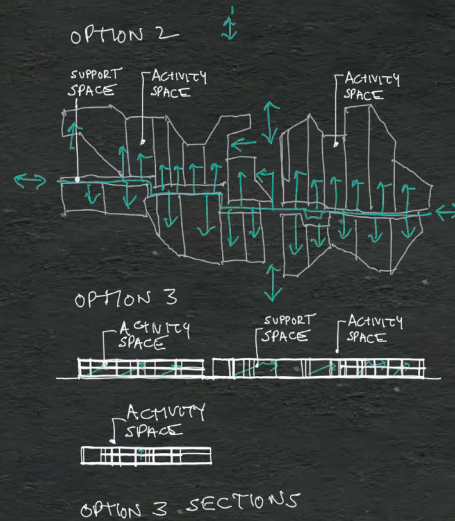 OPTION 2
SUPPORT
SPACE
ACTIVITY
SPACE
ACTIVITY
SPACE
OPTION 3
ACTIVITY
SPACE
SUPPORT
SPACE
ACTIVITY
SPACE
ACTIVITY
SPACE
OPTION 3 SECTIONS